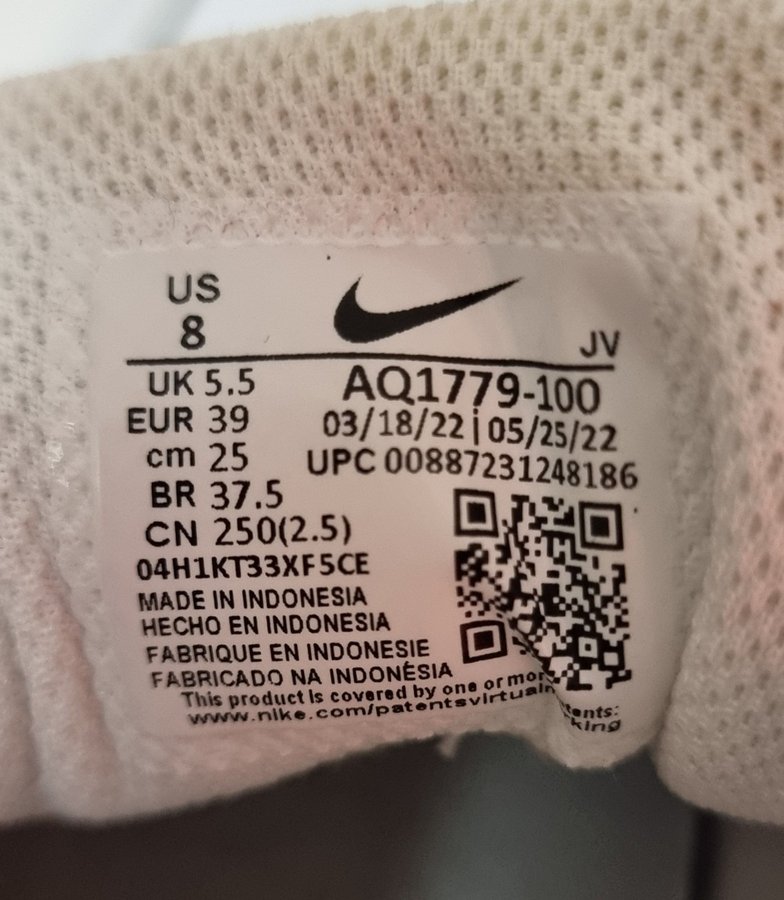 US
8
JV
UK 5.5
EUR 39
cm 25
BR 37.5
CN 250(2.5)
AQ1779-100
03/18/22 | 05/25/22
UPC 00887231248186
04H1KT33XF5CE
MADE IN INDONESIA
HECHO EN INDONESIA
FABRIQUE EN INDONESIE
FABRICADO NA INDONÉSIA
This product is covered by one or more
www.nike.com/patentsvirtual